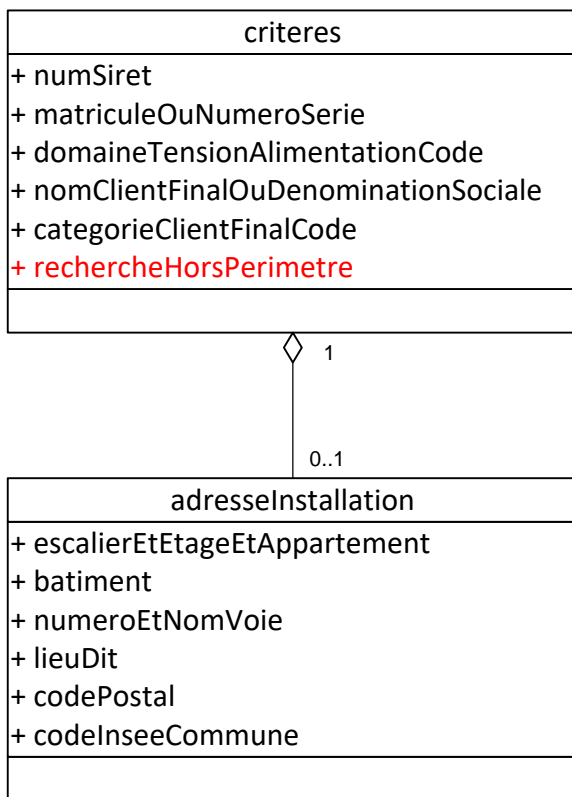 criteres
+ numSiret
+ matriculeOuNumeroSerie
+ domaineTensionAlimentationCode
+ nomClientFinalOuDenominationSociale
+ categorieClientFinalCode
+ rechercheHorsPerimetre
1
0..1
adresseInstallation
+ escalierEtEtageEtAppartement
+ batiment
+ numeroEtNomVoie
+ lieuDit
+ codePostal
+ codeInseeCommune